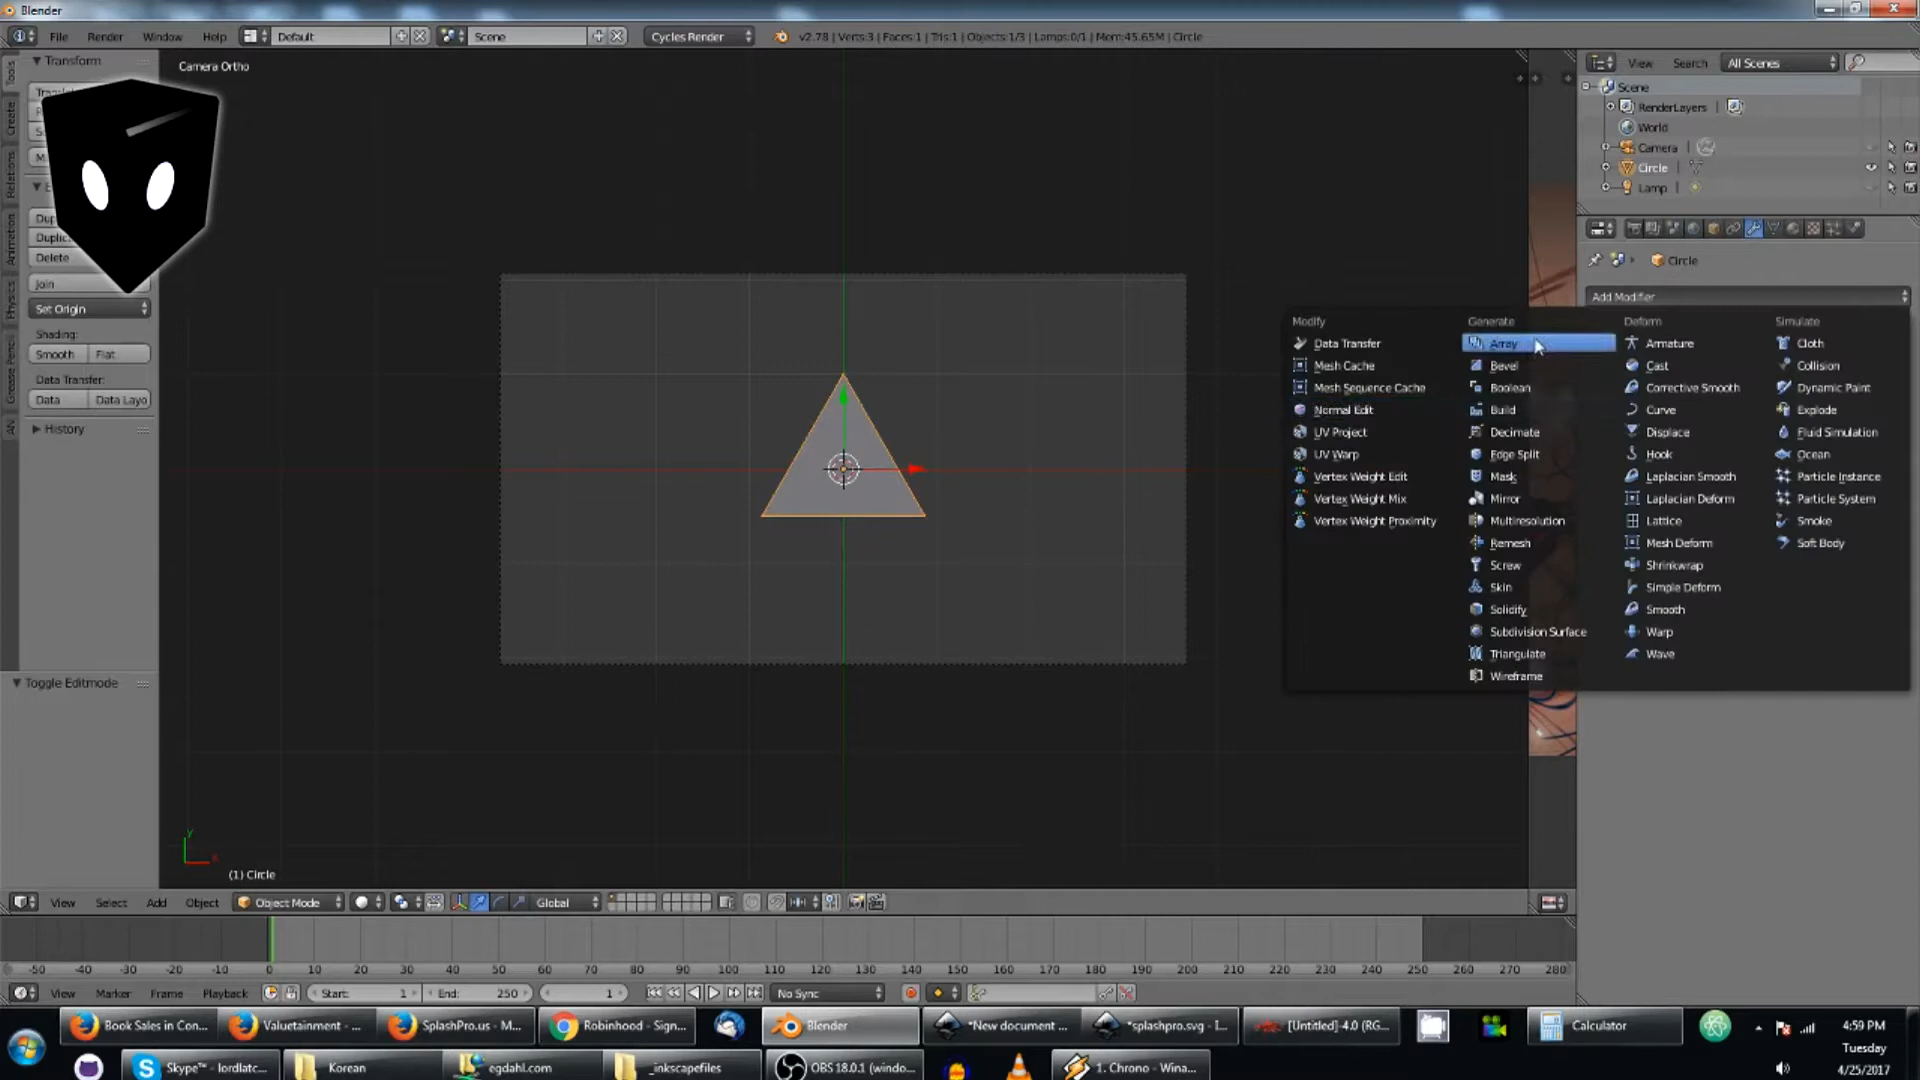 Blender
File Render Window Help Default Scene Cycles Render v2.78 | Verts:3 | Faces:1 | Tris:1 | Objects:1/3 | Lamps:0/1 | Mem:45.65M | Circle
Transform
Camera Ortho
Tools
Create
Relations
Animation
Physics
Grease Pencil
AN
Delete
Join
Set Origin
Shading:
Smooth Flat
Data Transfer:
Data Data Layo
History
Toggle Editmode
y
x
(1) Circle
View Search All Scenes
Scene
RenderLayers
World
Camera
Circle
Lamp
Circle
Add Modifier
Modify
Data Transfer
Mesh Cache
Mesh Sequence Cache
Normal Edit
UV Project
UV Warp
Vertex Weight Edit
Vertex Weight Mix
Vertex Weight Proximity
Generate
Array
Bevel
Boolean
Build
Decimate
Edge Split
Mask
Mirror
Multiresolution
Remesh
Screw
Skin
Solidify
Subdivision Surface
Triangulate
Wireframe
Deform
Armature
Cast
Corrective Smooth
Curve
Displace
Hook
Laplacian Smooth
Laplacian Deform
Lattice
Mesh Deform
Shrinkwrap
Simple Deform
Smooth
Warp
Wave
Simulate
Cloth
Collision
Dynamic Paint
Explode
Fluid Simulation
Ocean
Particle Instance
Particle System
Smoke
Soft Body
View Select Add Object Object Mode Global
-50 -40 -30 -20 -10 0 10 20 30 40 50 60 70 80 90 100 110 120 130 140 150 160 170 180 190 200 210 220 230 240 250 260 270 280
View Marker Frame Playback Start: 1 End: 250 1 No Sync
Book Sales in Con... Valuetainment - ... SplashPro.us - M... Robinhood - Sign... Blender *New document ... *splashpro.svg - I... [Untitled]-4.0 (RG... Calculator 4:59 PM
Tuesday
Skype™ - lordlatc... Korean egdahl.com _inkscapefiles OBS 18.0.1 (windo... 1. Chrono - Wina... 4/25/2017